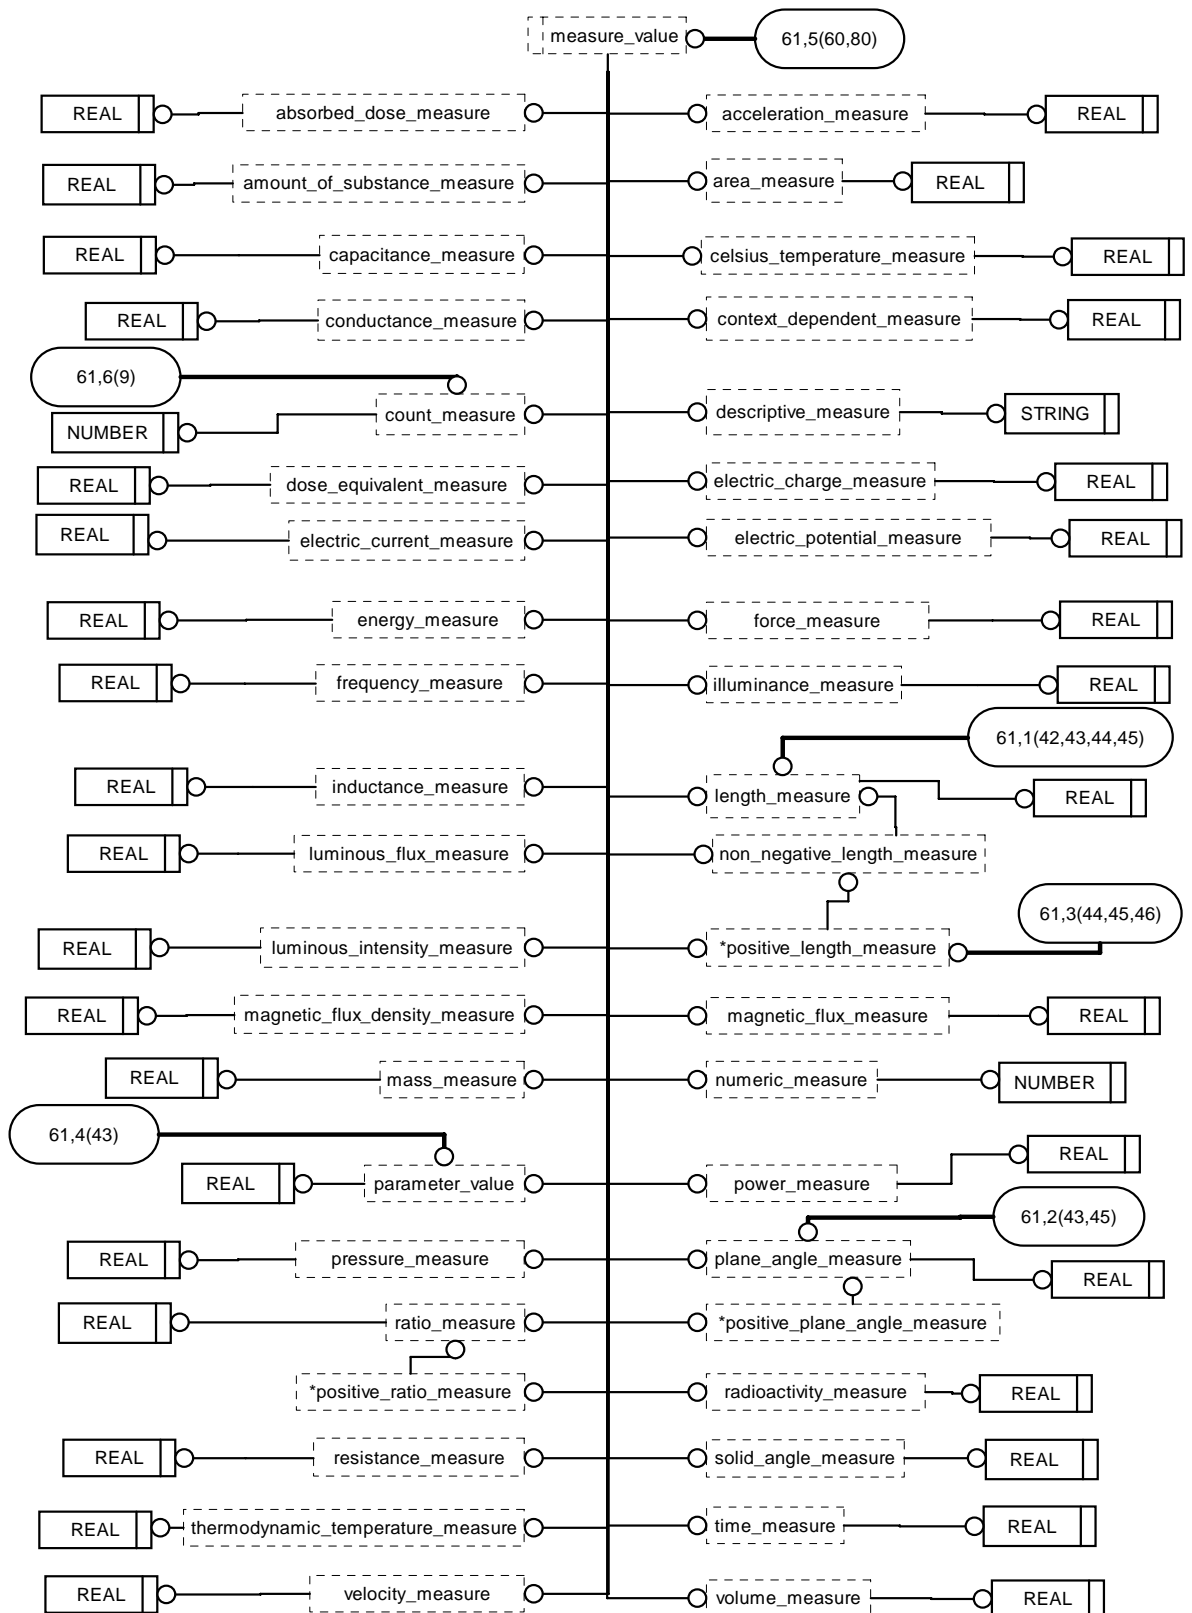 measure_value
61,5(60,80)
REAL
absorbed_dose_measure
acceleration_measure
REAL
REAL
amount_of_substance_measure
area_measure
REAL
REAL
capacitance_measure
celsius_temperature_measure
REAL
REAL
conductance_measure
context_dependent_measure
REAL
61,6(9)
NUMBER
count_measure
descriptive_measure
STRING
REAL
dose_equivalent_measure
electric_charge_measure
REAL
REAL
electric_current_measure
electric_potential_measure
REAL
REAL
energy_measure
force_measure
REAL
REAL
frequency_measure
illuminance_measure
REAL
61,1(42,43,44,45)
REAL
inductance_measure
length_measure
REAL
REAL
luminous_flux_measure
non_negative_length_measure
61,3(44,45,46)
REAL
luminous_intensity_measure
*positive_length_measure
REAL
magnetic_flux_density_measure
magnetic_flux_measure
REAL
REAL
mass_measure
numeric_measure
NUMBER
61,4(43)
REAL
parameter_value
power_measure
REAL
61,2(43,45)
REAL
pressure_measure
plane_angle_measure
REAL
REAL
ratio_measure
*positive_plane_angle_measure
*positive_ratio_measure
radioactivity_measure
REAL
REAL
resistance_measure
solid_angle_measure
REAL
REAL
thermodynamic_temperature_measure
time_measure
REAL
REAL
velocity_measure
volume_measure
REAL